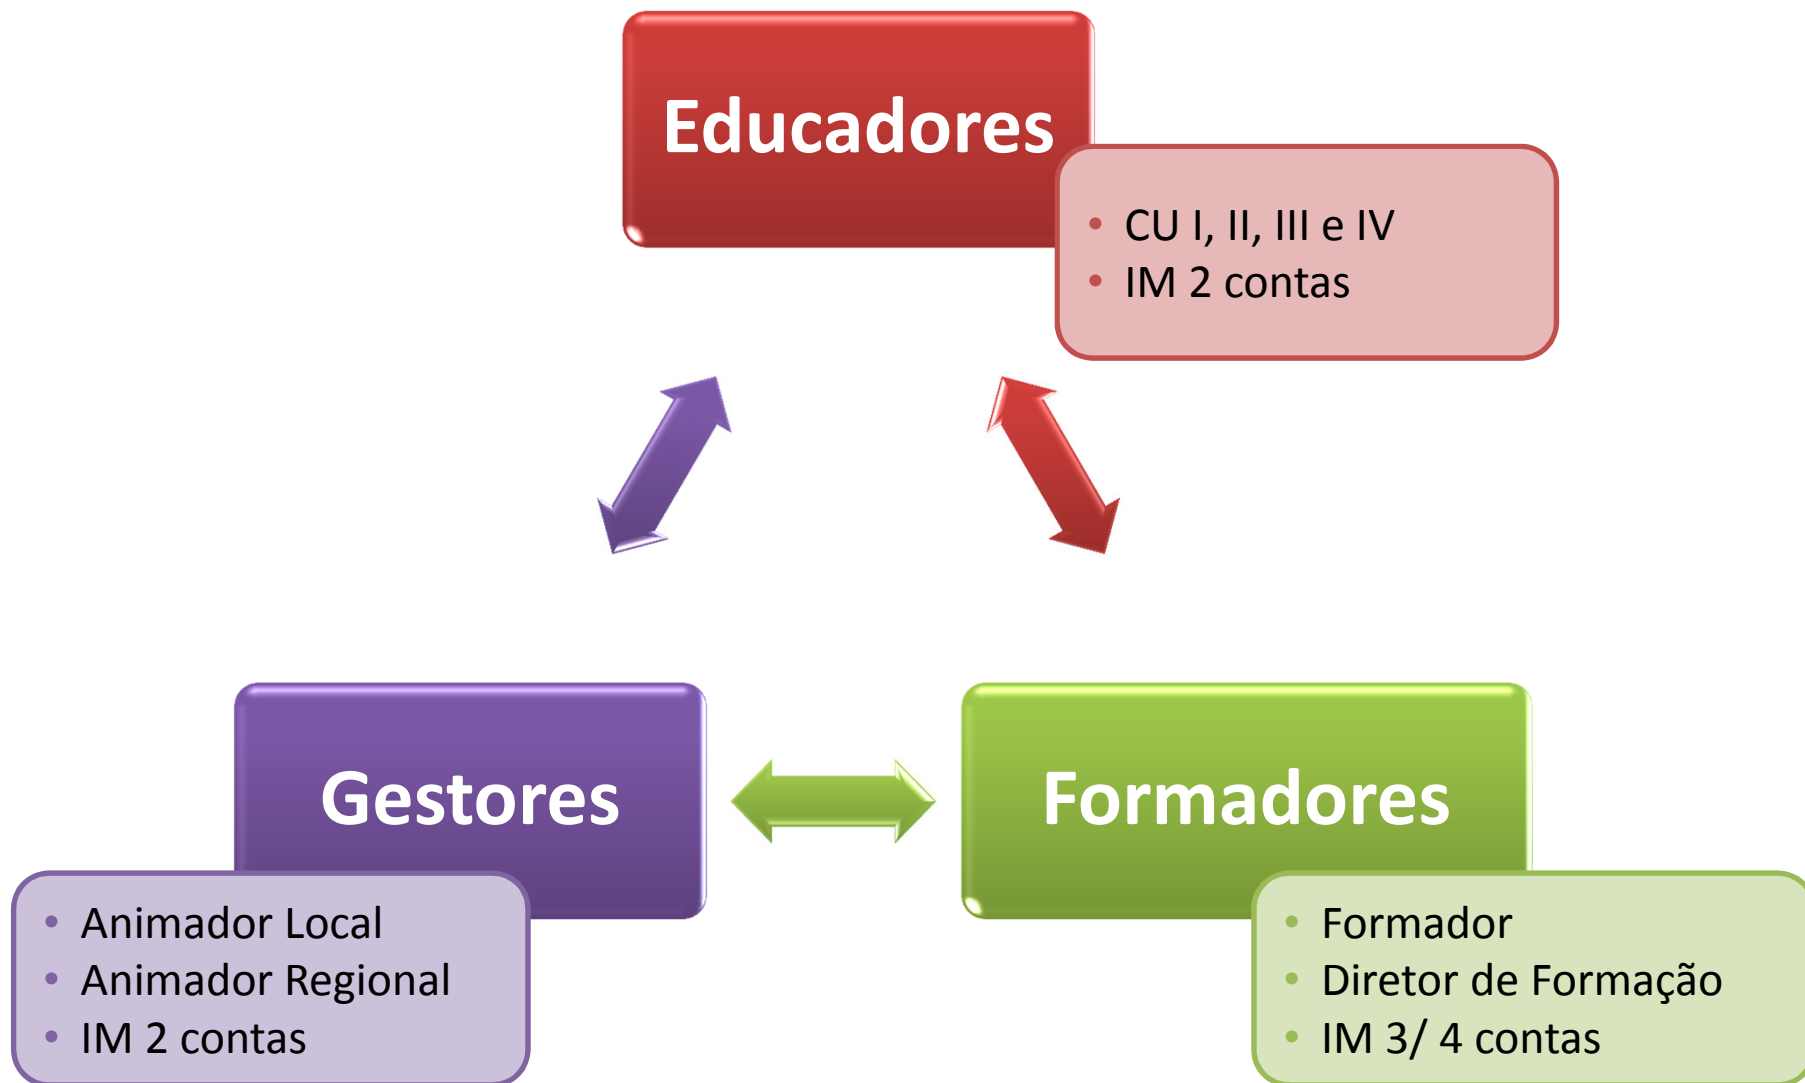 Educadores
• CU I, II, III e IV
• IM 2 contas
Gestores
• Animador Local
• Animador Regional
• IM 2 contas
Formadores
• Formador
• Diretor de Formação
• IM 3/ 4 contas